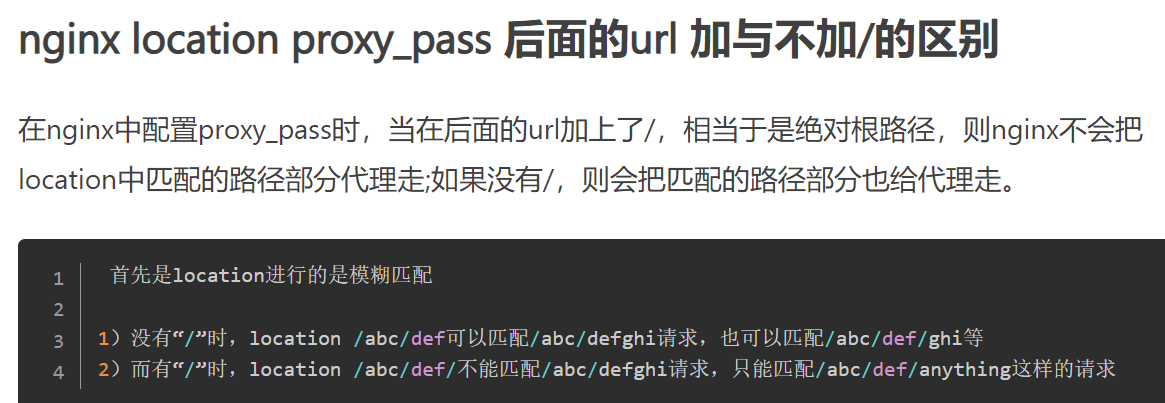 nginx location proxy_pass 后面的url 加与不加/的区别
在nginx中配置proxy_pass时，当在后面的url加上了/，相当于是绝对根路径，则nginx不会把
location中匹配的路径部分代理走;如果没有/，则会把匹配的路径部分也给代理走。
1 首先是location进行的是模糊匹配
2
3 1）没有“/”时，location /abc/def可以匹配/abc/defghi请求，也可以匹配/abc/def/ghi等
4 2）而有“/”时，location /abc/def/不能匹配/abc/defghi请求，只能匹配/abc/def/anything这样的请求